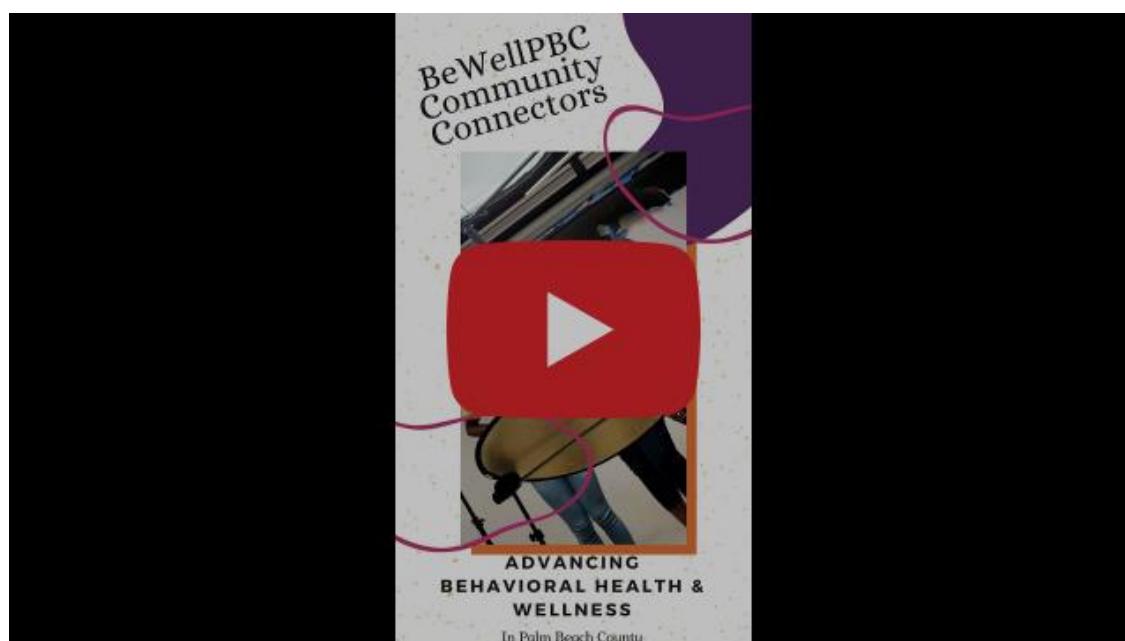 BeWellPBC
Community
Connectors
ADVANCING
BEHAVIORAL HEALTH &
WELLNESS
In Palm Beach County